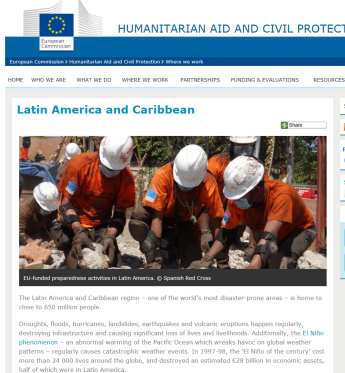 European
Commission
HUMANITARIAN AID AND CIVIL PROTECT
European Commission > Humanitarian Aid and Civil Protection > Where we work
HOME WHO WE ARE WHAT WE DO WHERE WE WORK PARTNERSHIPS FUNDING & EVALUATIONS RESOURCES
Latin America and Caribbean
Share
EU-funded preparedness activities in Latin America. © Spanish Red Cross
The Latin America and Caribbean region – one of the world's most disaster-prone areas – is home to
close to 650 million people.
Droughts, floods, hurricanes, landslides, earthquakes and volcanic eruptions happen regularly,
destroying infrastructure and causing significant loss of lives and livelihoods. Additionally, the El Niño
phenomenon – an abnormal warming of the Pacific Ocean which wreaks havoc on global weather
patterns – regularly causes catastrophic weather events. In 1997-98, the 'El Niño of the century' cost
more than 24 000 lives around the globe, and destroyed an estimated €28 billion in economic assets,
half of which were in Latin America.